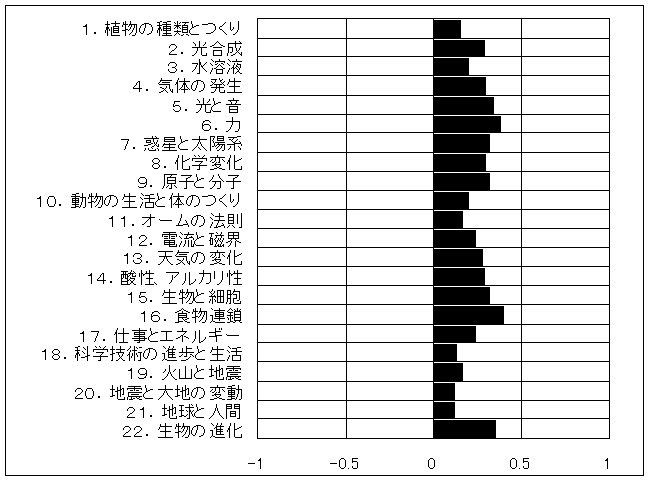 1. 植物の種類とつくり
2. 光合成
3. 水溶液
4. 気体の発生
5. 光と音
6. 力
7. 惑星と太陽系
8. 化学変化
9. 原子と分子
10. 動物の生活と体のつくり
11. オームの法則
12. 電流と磁界
13. 天気の変化
14. 酸性、アルカリ性
15. 生物と細胞
16. 食物連鎖
17. 仕事とエネルギー
18. 科学技術の進歩と生活
19. 火山と地震
20. 地震と大地の変動
21. 地球と人間
22. 生物の進化
-1 -0.5 0 0.5 1